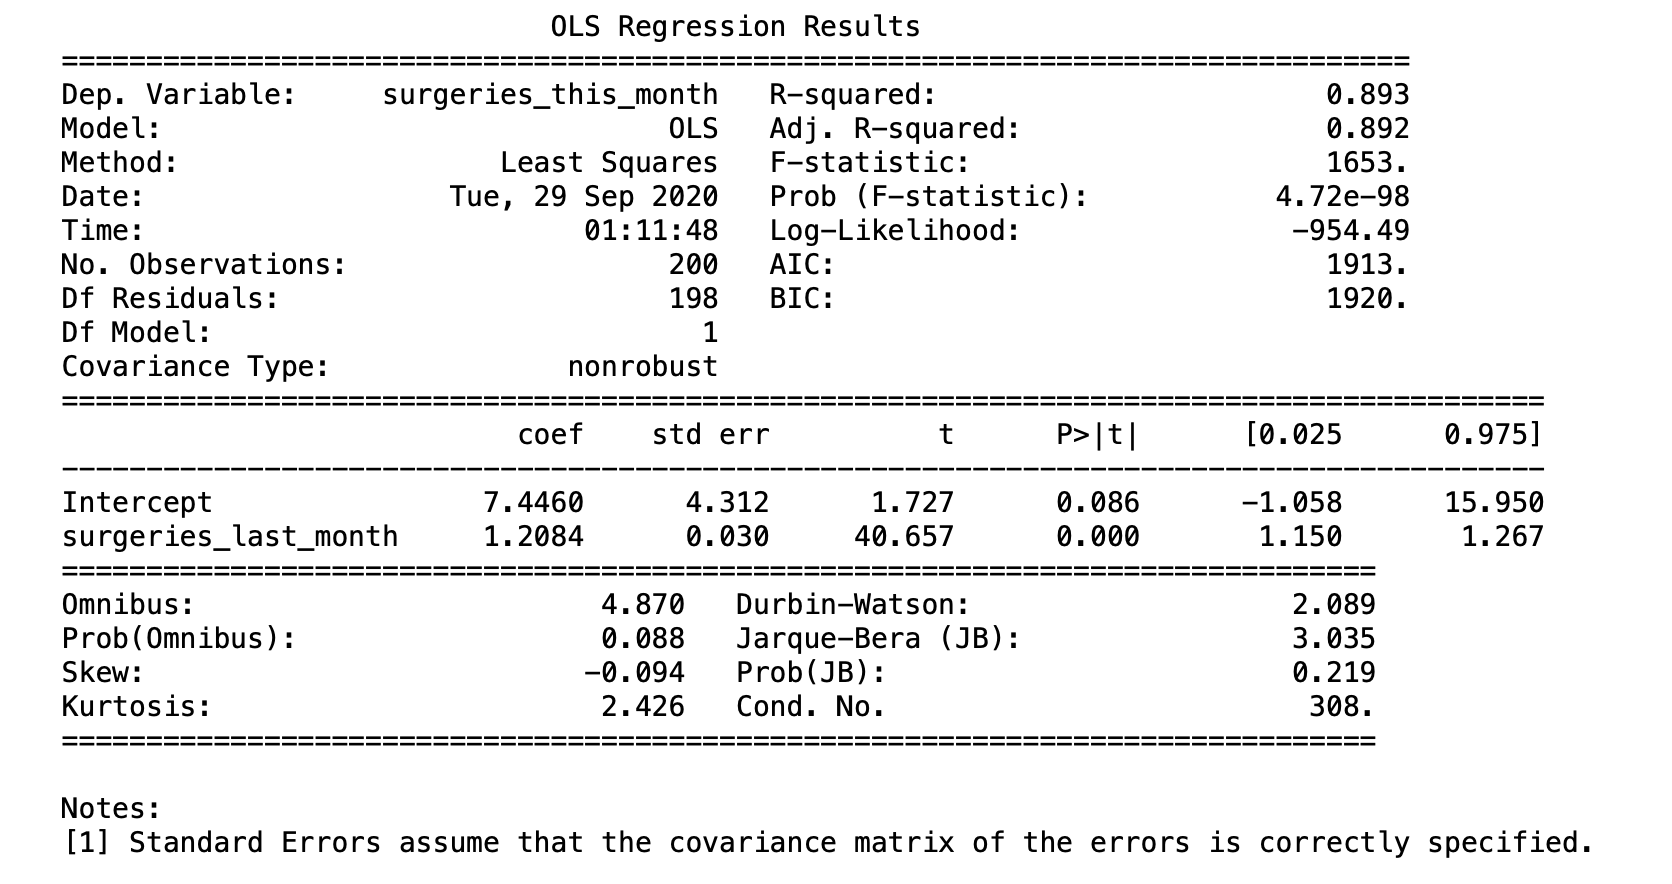 OLS Regression Results
==============================================================================
Dep. Variable:     surgeries_this_month   R-squared:                       0.893
Model:                            OLS   Adj. R-squared:                  0.892
Method:                 Least Squares   F-statistic:                     1653.
Date:                Tue, 29 Sep 2020   Prob (F-statistic):           4.72e-98
Time:                        01:11:48   Log-Likelihood:                -954.49
No. Observations:                 200   AIC:                             1913.
Df Residuals:                     198   BIC:                             1920.
Df Model:                           1
Covariance Type:            nonrobust
==============================================================================
coef    std err          t      P>|t|      [0.025      0.975]
------------------------------------------------------------------------------
Intercept                7.4460      4.312      1.727      0.086      -1.058      15.950
surgeries_last_month     1.2084      0.030     40.657      0.000       1.150       1.267
==============================================================================
Omnibus:                        4.870   Durbin-Watson:                   2.089
Prob(Omnibus):                  0.088   Jarque-Bera (JB):                3.035
Skew:                          -0.094   Prob(JB):                        0.219
Kurtosis:                       2.426   Cond. No.                         308.
==============================================================================
Notes:
[1] Standard Errors assume that the covariance matrix of the errors is correctly specified.